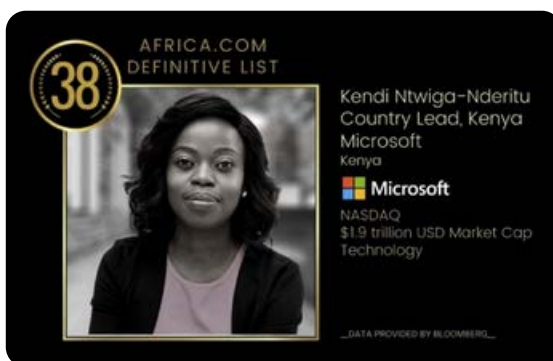 38
AFRICA.COM
DEFINITIVE LIST
Kendi Ntwiga-Nderitu
Country Lead, Kenya
Microsoft
Kenya
Microsoft
NASDAQ
$1.9 trillion USD Market Cap
Technology
_DATA PROVIDED BY BLOOMBERG_